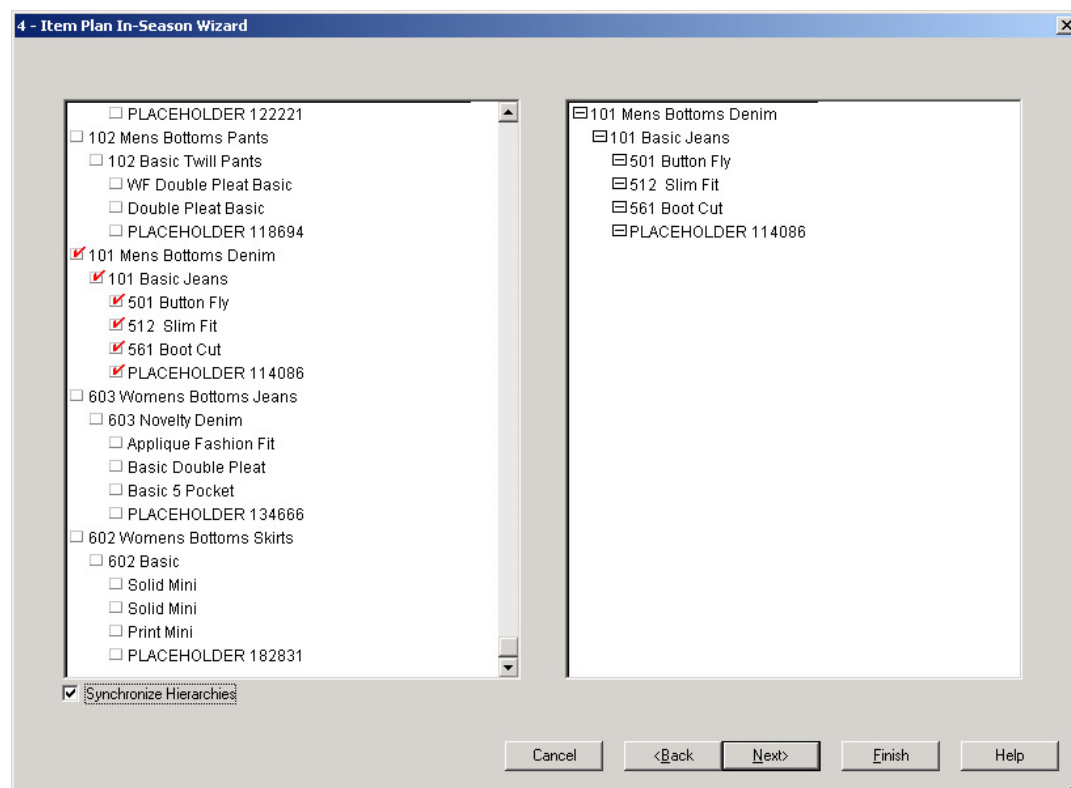 4 - Item Plan In-Season Wizard
PLACEHOLDER 122221
102 Mens Bottoms Pants
102 Basic Twill Pants
WF Double Pleat Basic
Double Pleat Basic
PLACEHOLDER 118694
101 Mens Bottoms Denim
101 Basic Jeans
501 Button Fly
512 Slim Fit
561 Boot Cut
PLACEHOLDER 114086
603 Womens Bottoms Jeans
603 Novelty Denim
Applique Fashion Fit
Basic Double Pleat
Basic 5 Pocket
PLACEHOLDER 134666
602 Womens Bottoms Skirts
602 Basic
Solid Mini
Solid Mini
Print Mini
PLACEHOLDER 182831
Synchronize Hierarchies
101 Mens Bottoms Denim
101 Basic Jeans
501 Button Fly
512 Slim Fit
561 Boot Cut
PLACEHOLDER 114086
Cancel <Back Next> Finish Help